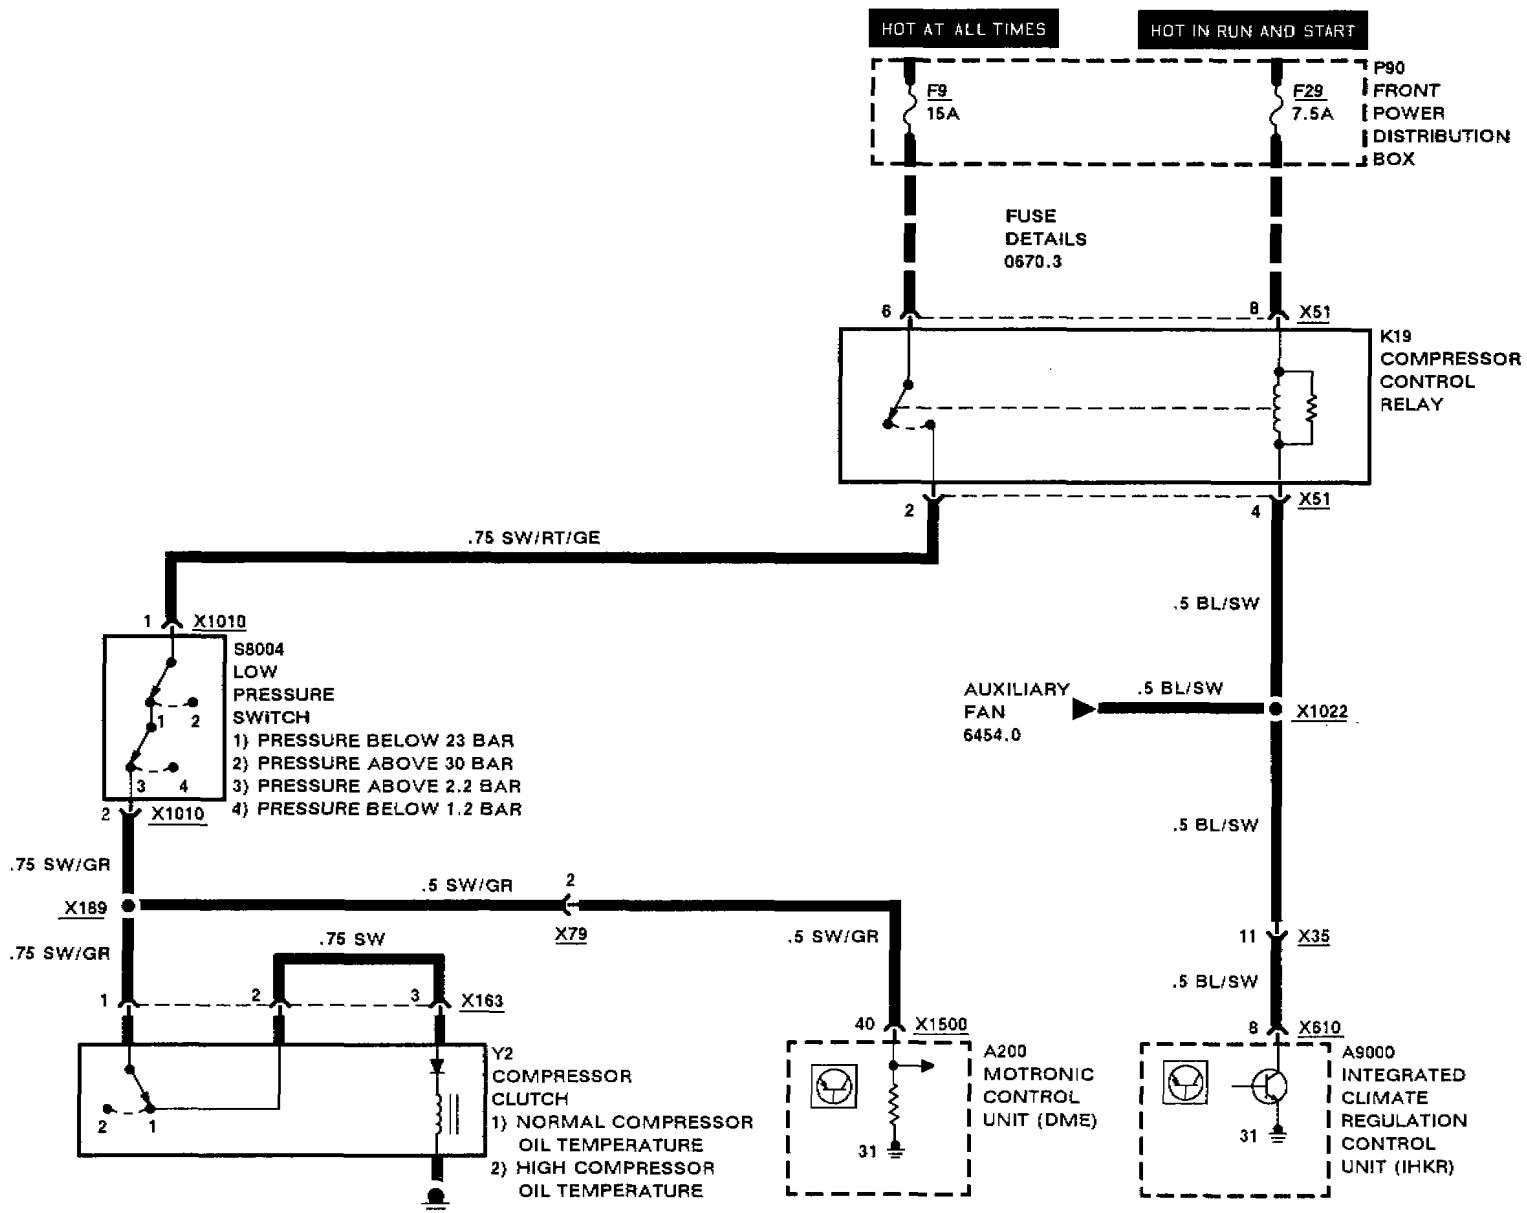 HOT AT ALL TIMES
HOT IN RUN AND START
P90
FRONT
POWER
DISTRIBUTION
BOX
F9
15A
F29
7.5A
FUSE
DETAILS
0670.3
6
8
X51
K19
COMPRESSOR
CONTROL
RELAY
2
4
X51
.75 SW/RT/GE
.5 BL/SW
1
X1010
S8004
LOW
PRESSURE
SWITCH
1) PRESSURE BELOW 23 BAR
2) PRESSURE ABOVE 30 BAR
3) PRESSURE ABOVE 2.2 BAR
4) PRESSURE BELOW 1.2 BAR
1
2
3
4
2
X1010
AUXILIARY
FAN
6454.0
.5 BL/SW
X1022
.5 BL/SW
.75 SW/GR
.5 SW/GR
2
X189
X79
.75 SW/GR
.75 SW
.5 SW/GR
11
X35
.5 BL/SW
1
2
3
X163
40
X1500
8
X610
Y2
COMPRESSOR
CLUTCH
1) NORMAL COMPRESSOR
OIL TEMPERATURE
2) HIGH COMPRESSOR
OIL TEMPERATURE
2
1
A200
MOTRONIC
CONTROL
UNIT (DME)
31
A9000
INTEGRATED
CLIMATE
REGULATION
CONTROL
UNIT (IHKR)
31